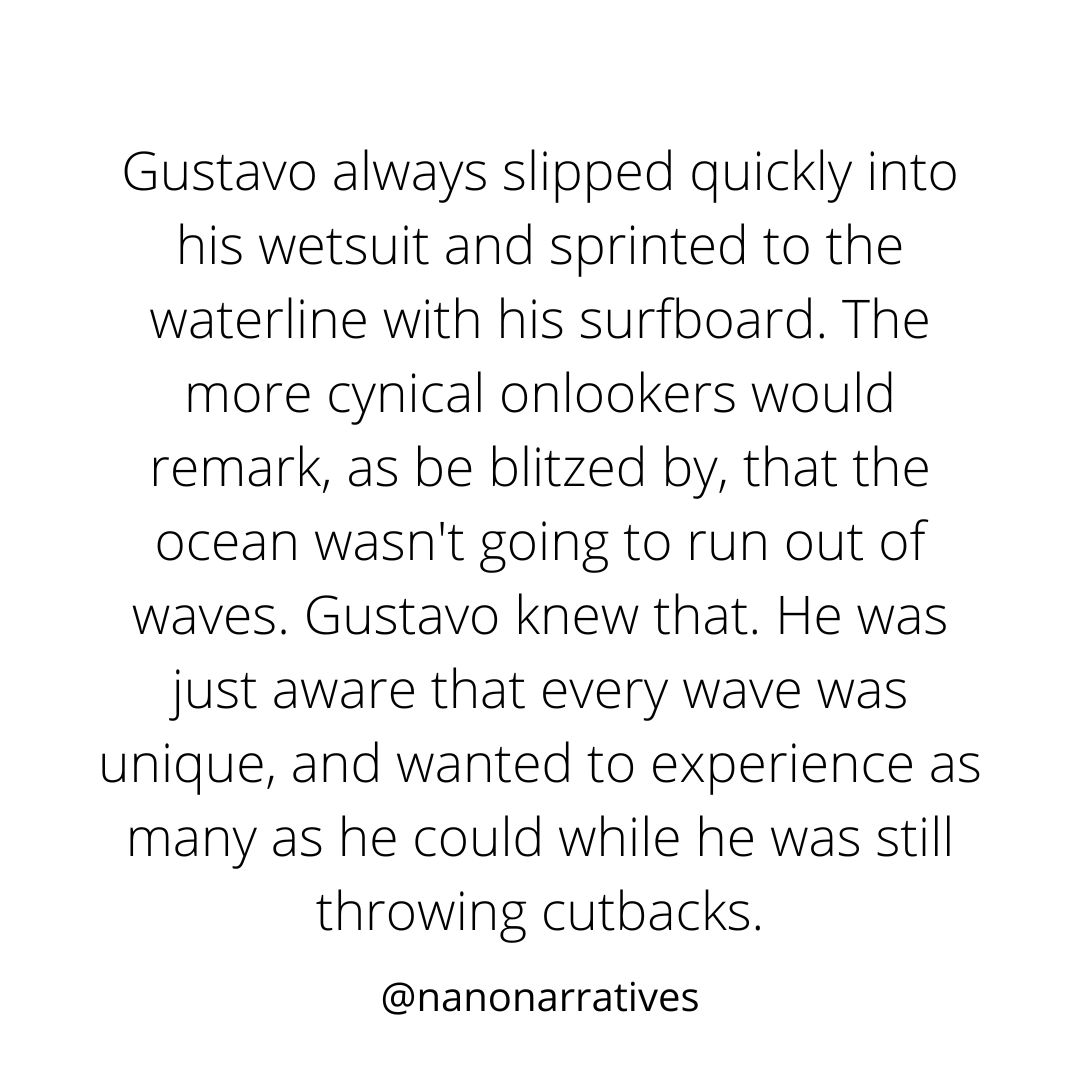 Gustavo always slipped quickly into
his wetsuit and sprinted to the
waterline with his surfboard. The
more cynical onlookers would
remark, as be blitzed by, that the
ocean wasn't going to run out of
waves. Gustavo knew that. He was
just aware that every wave was
unique, and wanted to experience as
many as he could while he was still
throwing cutbacks.
@nanonarratives